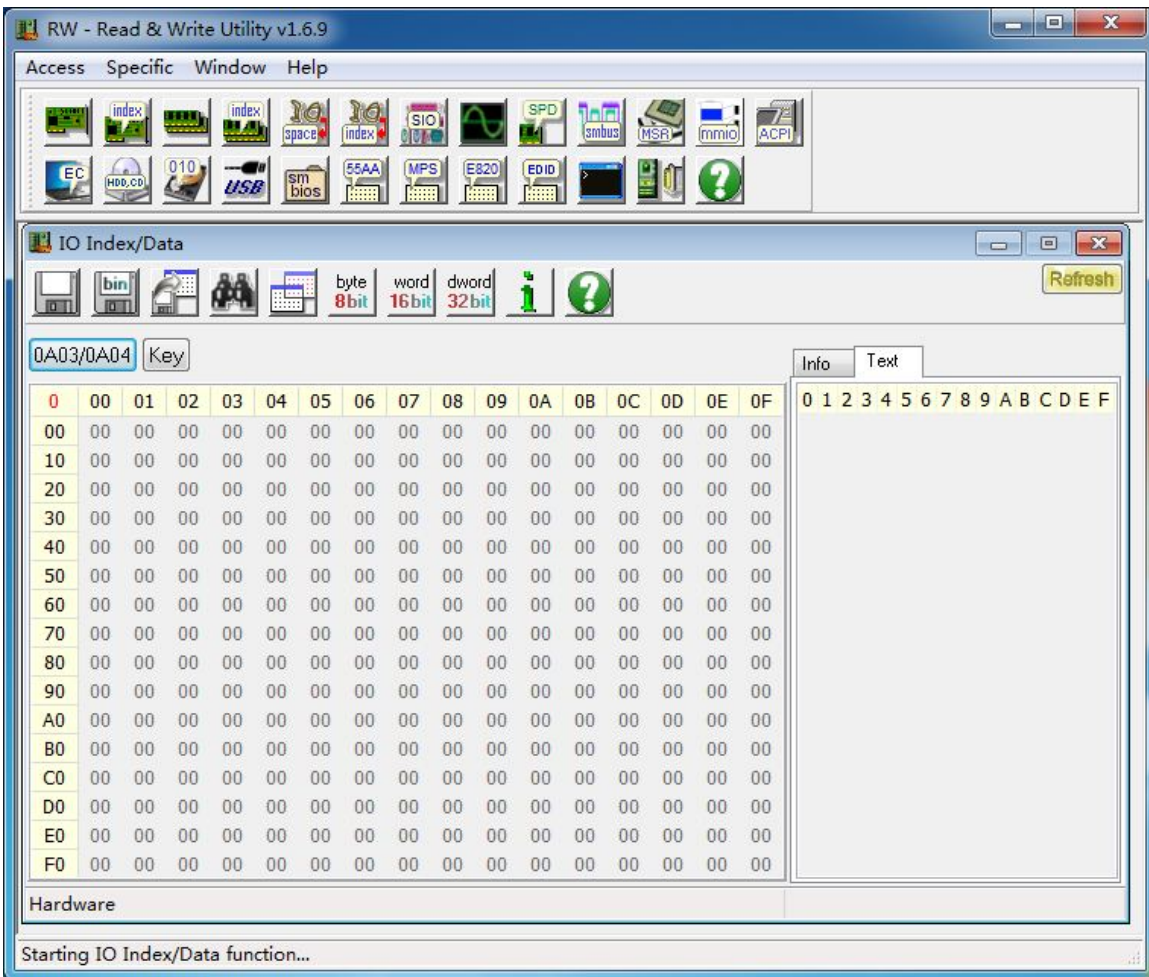 RW - Read & Write Utility v1.6.9
Access Specific Window Help
index index space index SIO SPD smbus MSR mmio ACPI
EC HDD,CD 010 USB sm bios 55AA MPS E820 EDID
IO Index/Data
bin byte 8bit word 16bit dword 32bit Refresh
0A03/0A04 Key Info Text
0 00 01 02 03 04 05 06 07 08 09 0A 0B 0C 0D 0E 0F 0 1 2 3 4 5 6 7 8 9 A B C D E F
00 00 00 00 00 00 00 00 00 00 00 00 00 00 00 00 00
10 00 00 00 00 00 00 00 00 00 00 00 00 00 00 00 00
20 00 00 00 00 00 00 00 00 00 00 00 00 00 00 00 00
30 00 00 00 00 00 00 00 00 00 00 00 00 00 00 00 00
40 00 00 00 00 00 00 00 00 00 00 00 00 00 00 00 00
50 00 00 00 00 00 00 00 00 00 00 00 00 00 00 00 00
60 00 00 00 00 00 00 00 00 00 00 00 00 00 00 00 00
70 00 00 00 00 00 00 00 00 00 00 00 00 00 00 00 00
80 00 00 00 00 00 00 00 00 00 00 00 00 00 00 00 00
90 00 00 00 00 00 00 00 00 00 00 00 00 00 00 00 00
A0 00 00 00 00 00 00 00 00 00 00 00 00 00 00 00 00
B0 00 00 00 00 00 00 00 00 00 00 00 00 00 00 00 00
C0 00 00 00 00 00 00 00 00 00 00 00 00 00 00 00 00
D0 00 00 00 00 00 00 00 00 00 00 00 00 00 00 00 00
E0 00 00 00 00 00 00 00 00 00 00 00 00 00 00 00 00
F0 00 00 00 00 00 00 00 00 00 00 00 00 00 00 00 00
Hardware
Starting IO Index/Data function...